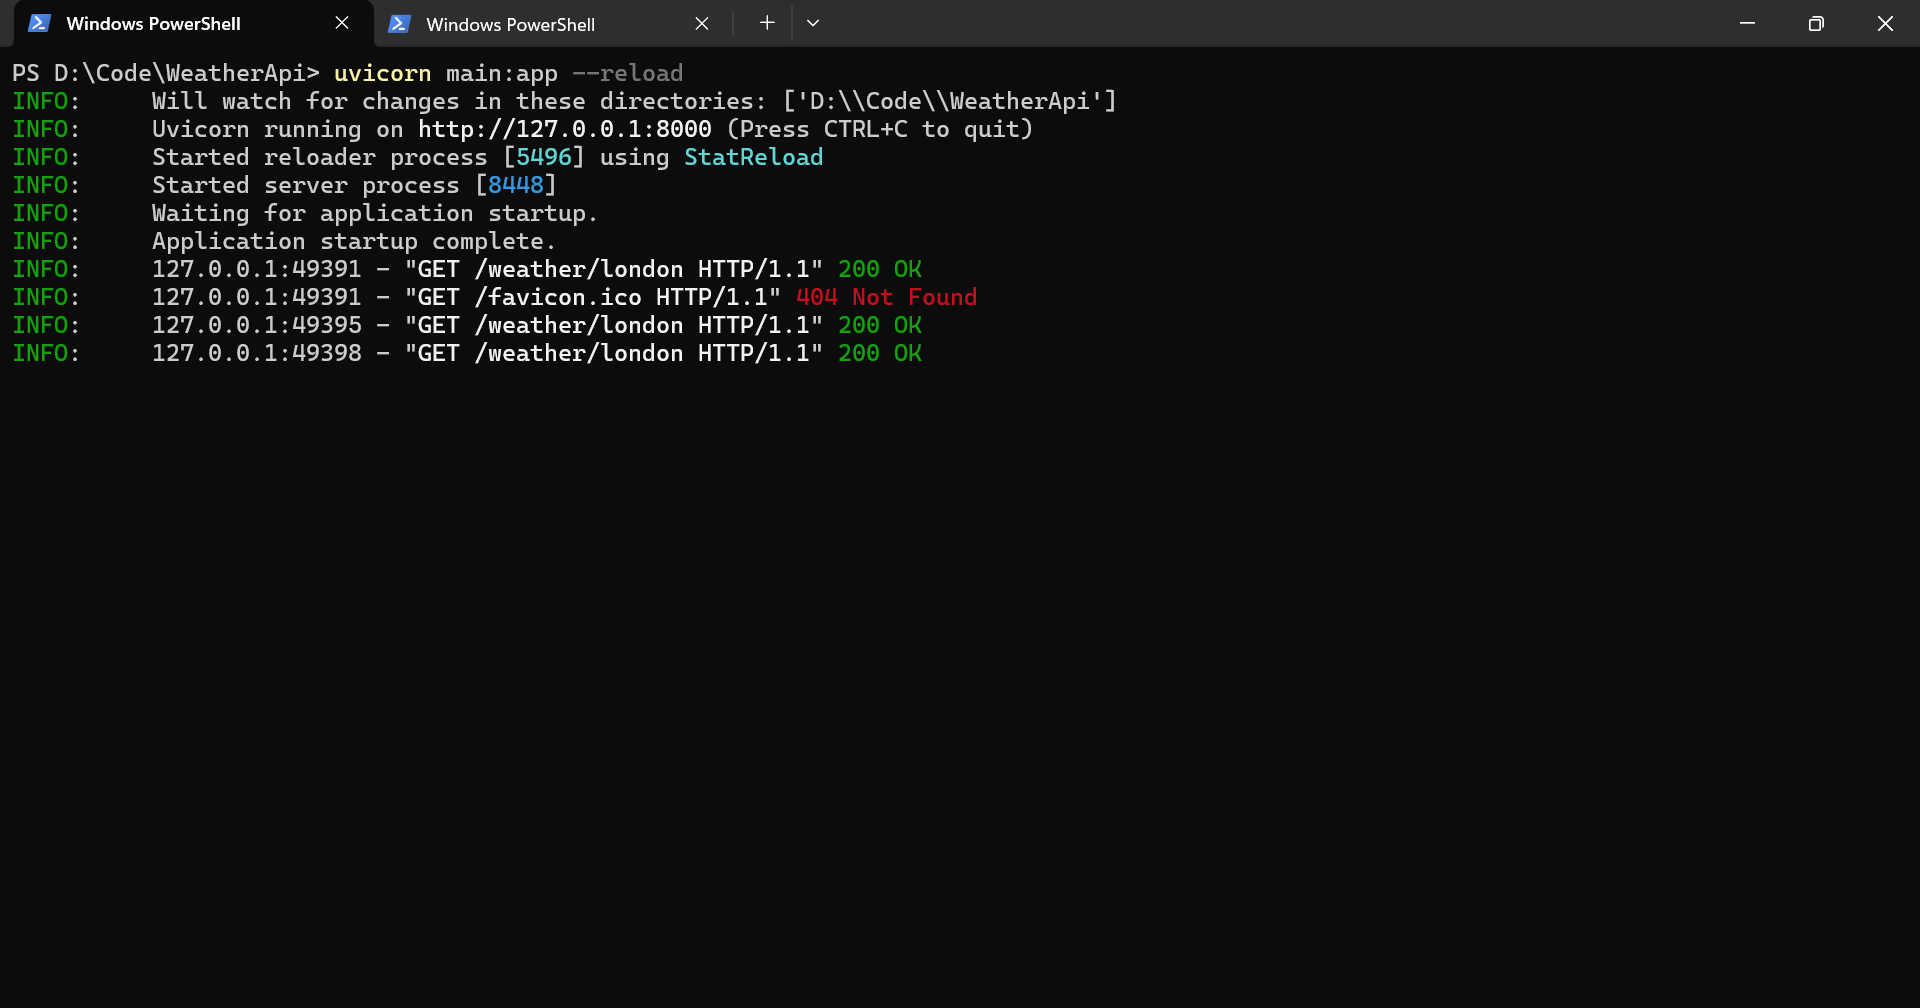 Windows PowerShell
Windows PowerShell
PS D:\Code\WeatherApi> uvicorn main:app --reload
INFO:     Will watch for changes in these directories: ['D:\\Code\\WeatherApi']
INFO:     Uvicorn running on http://127.0.0.1:8000 (Press CTRL+C to quit)
INFO:     Started reloader process [5496] using StatReload
INFO:     Started server process [8448]
INFO:     Waiting for application startup.
INFO:     Application startup complete.
INFO:     127.0.0.1:49391 - "GET /weather/london HTTP/1.1" 200 OK
INFO:     127.0.0.1:49391 - "GET /favicon.ico HTTP/1.1" 404 Not Found
INFO:     127.0.0.1:49395 - "GET /weather/london HTTP/1.1" 200 OK
INFO:     127.0.0.1:49398 - "GET /weather/london HTTP/1.1" 200 OK